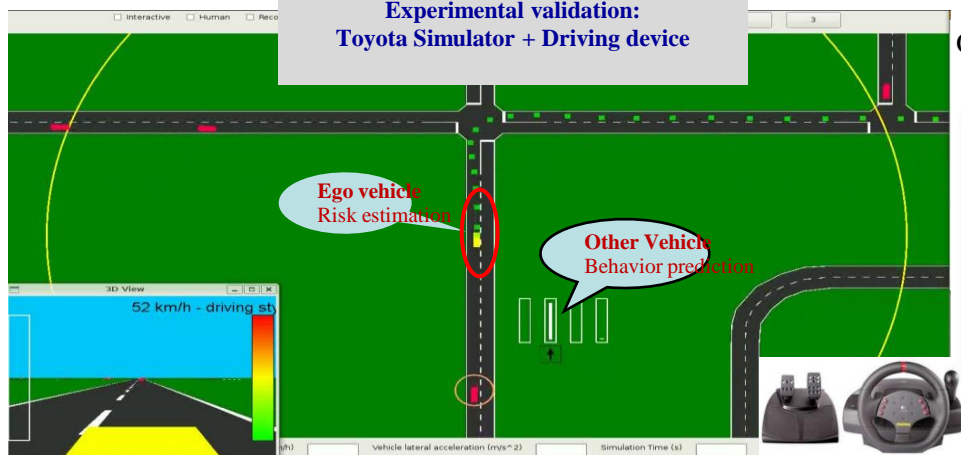 Experimental validation:
Toyota Simulator + Driving device
Interactive
Human
Reco
3
Ego vehicle
Risk estimation
Other Vehicle
Behavior prediction
3D View
52 km/h - driving sty
/h)
Vehicle lateral acceleration (m/s^2)
Simulation Time (s)